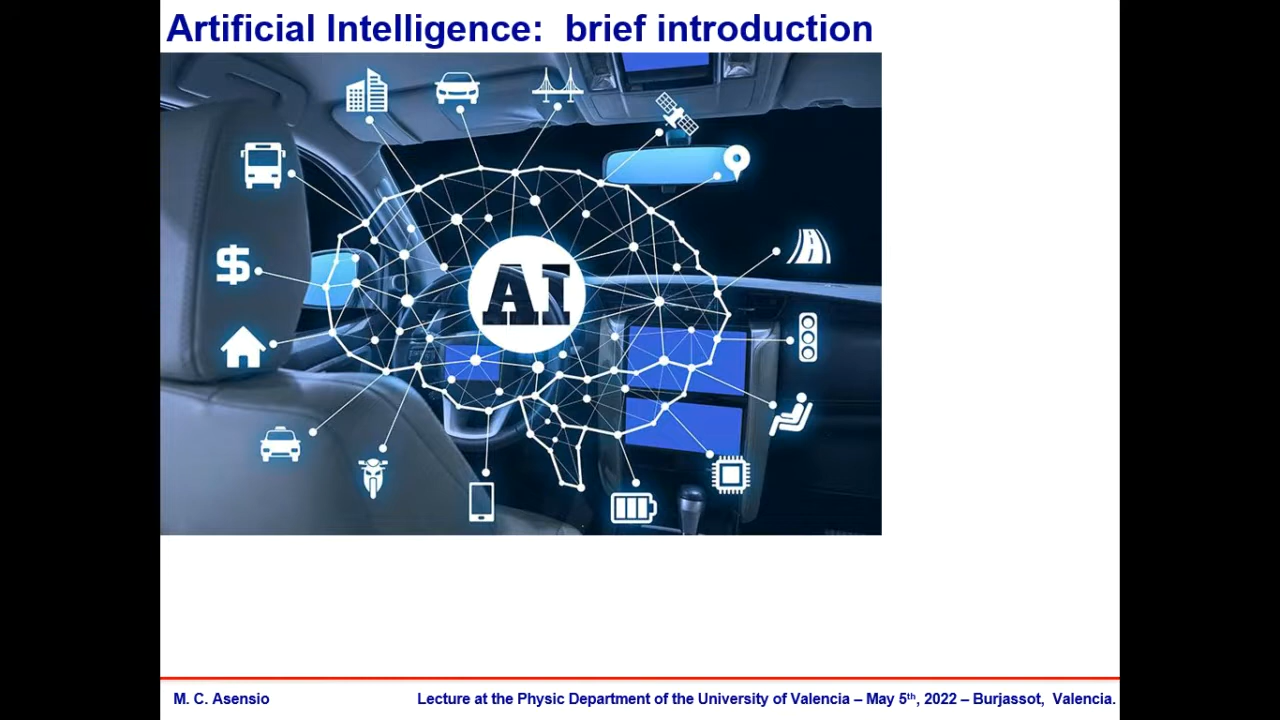 Artificial Intelligence: brief introduction
$
AI
M. C. Asensio
Lecture at the Physic Department of the University of Valencia – May 5th, 2022 – Burjassot, Valencia.